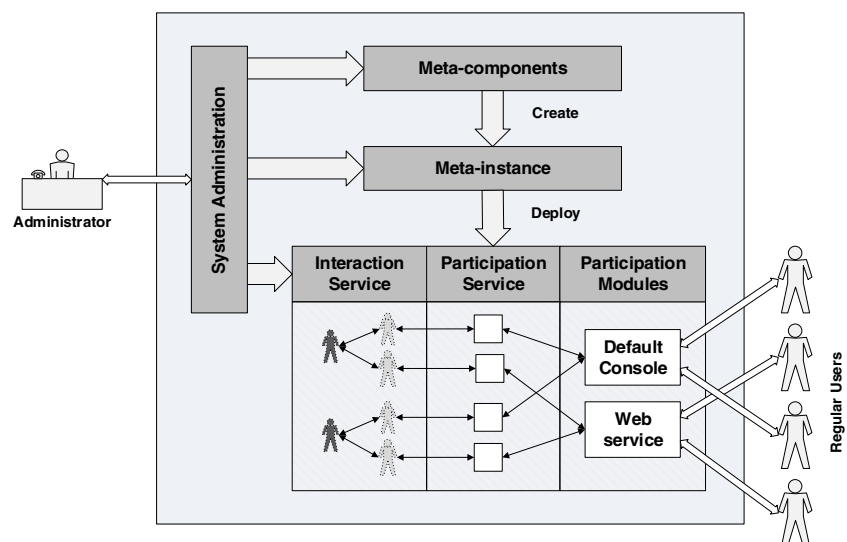 Meta-components
Create
Meta-instance
Deploy
System Administration
Administrator
Interaction
Service
Participation
Service
Participation
Modules
Default
Console
Web
service
Regular Users